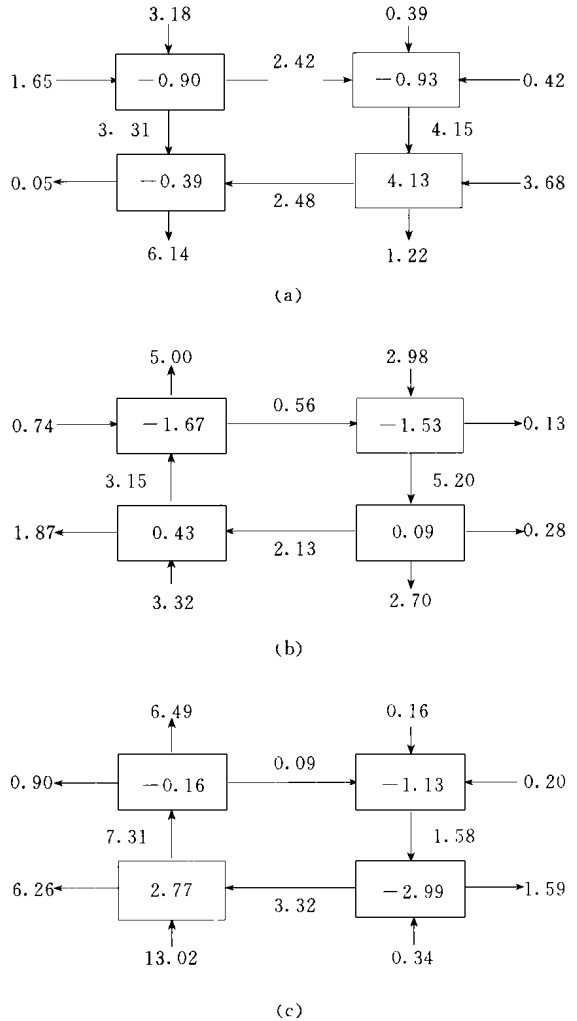 3.18 0.39
1.65 −0.90 2.42 −0.93 0.42
3. 31 4.15
0.05 −0.39 2.48 4.13 3.68
6.14 1.22
(a)
5.00 2.98
0.74 −1.67 0.56 −1.53 0.13
3.15 5.20
1.87 0.43 2.13 0.09 0.28
3.32 2.70
(b)
6.49 0.16
0.90 −0.16 0.09 −1.13 0.20
7.31 1.58
6.26 2.77 3.32 −2.99 1.59
13.02 0.34
(c)